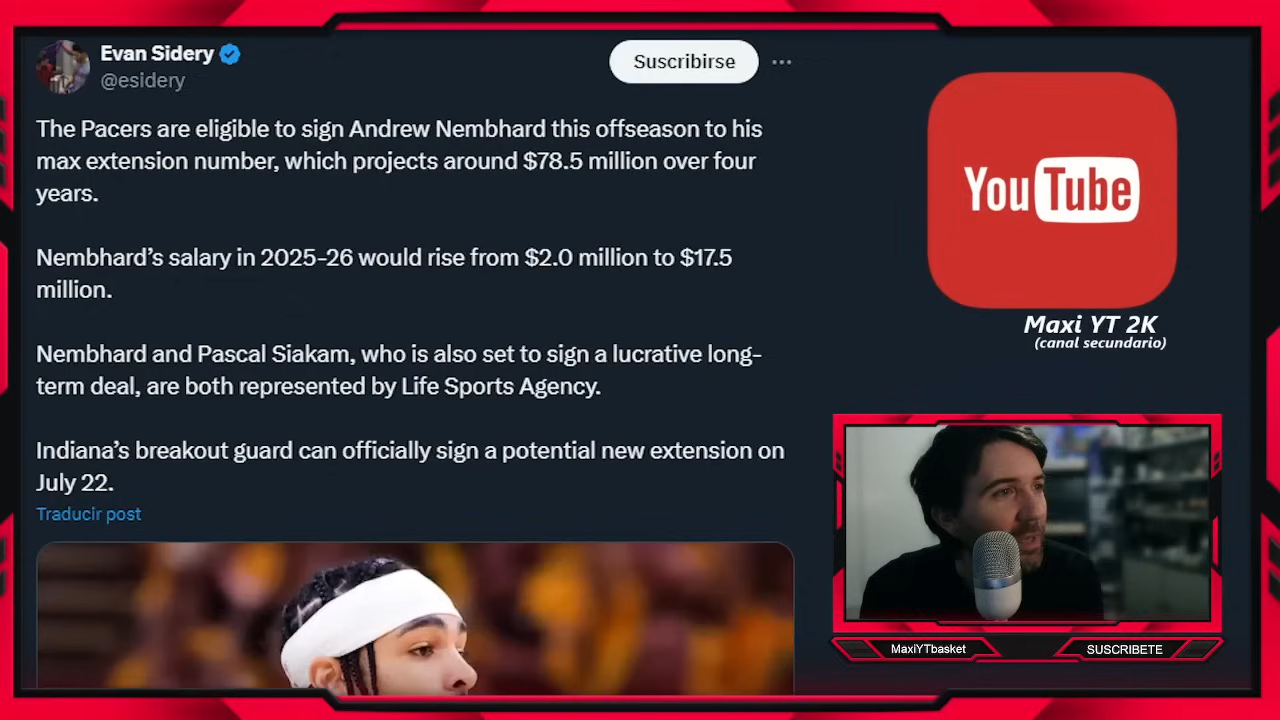 Evan Sidery
@esidery
Suscribirse
The Pacers are eligible to sign Andrew Nembhard this offseason to his
max extension number, which projects around $78.5 million over four
years.
Nembhard’s salary in 2025-26 would rise from $2.0 million to $17.5
million.
Nembhard and Pascal Siakam, who is also set to sign a lucrative long-
term deal, are both represented by Life Sports Agency.
Indiana’s breakout guard can officially sign a potential new extension on
July 22.
Traducir post
YouTube
Maxi YT 2K
(canal secundario)
MaxiYTbasket
SUSCRIBETE